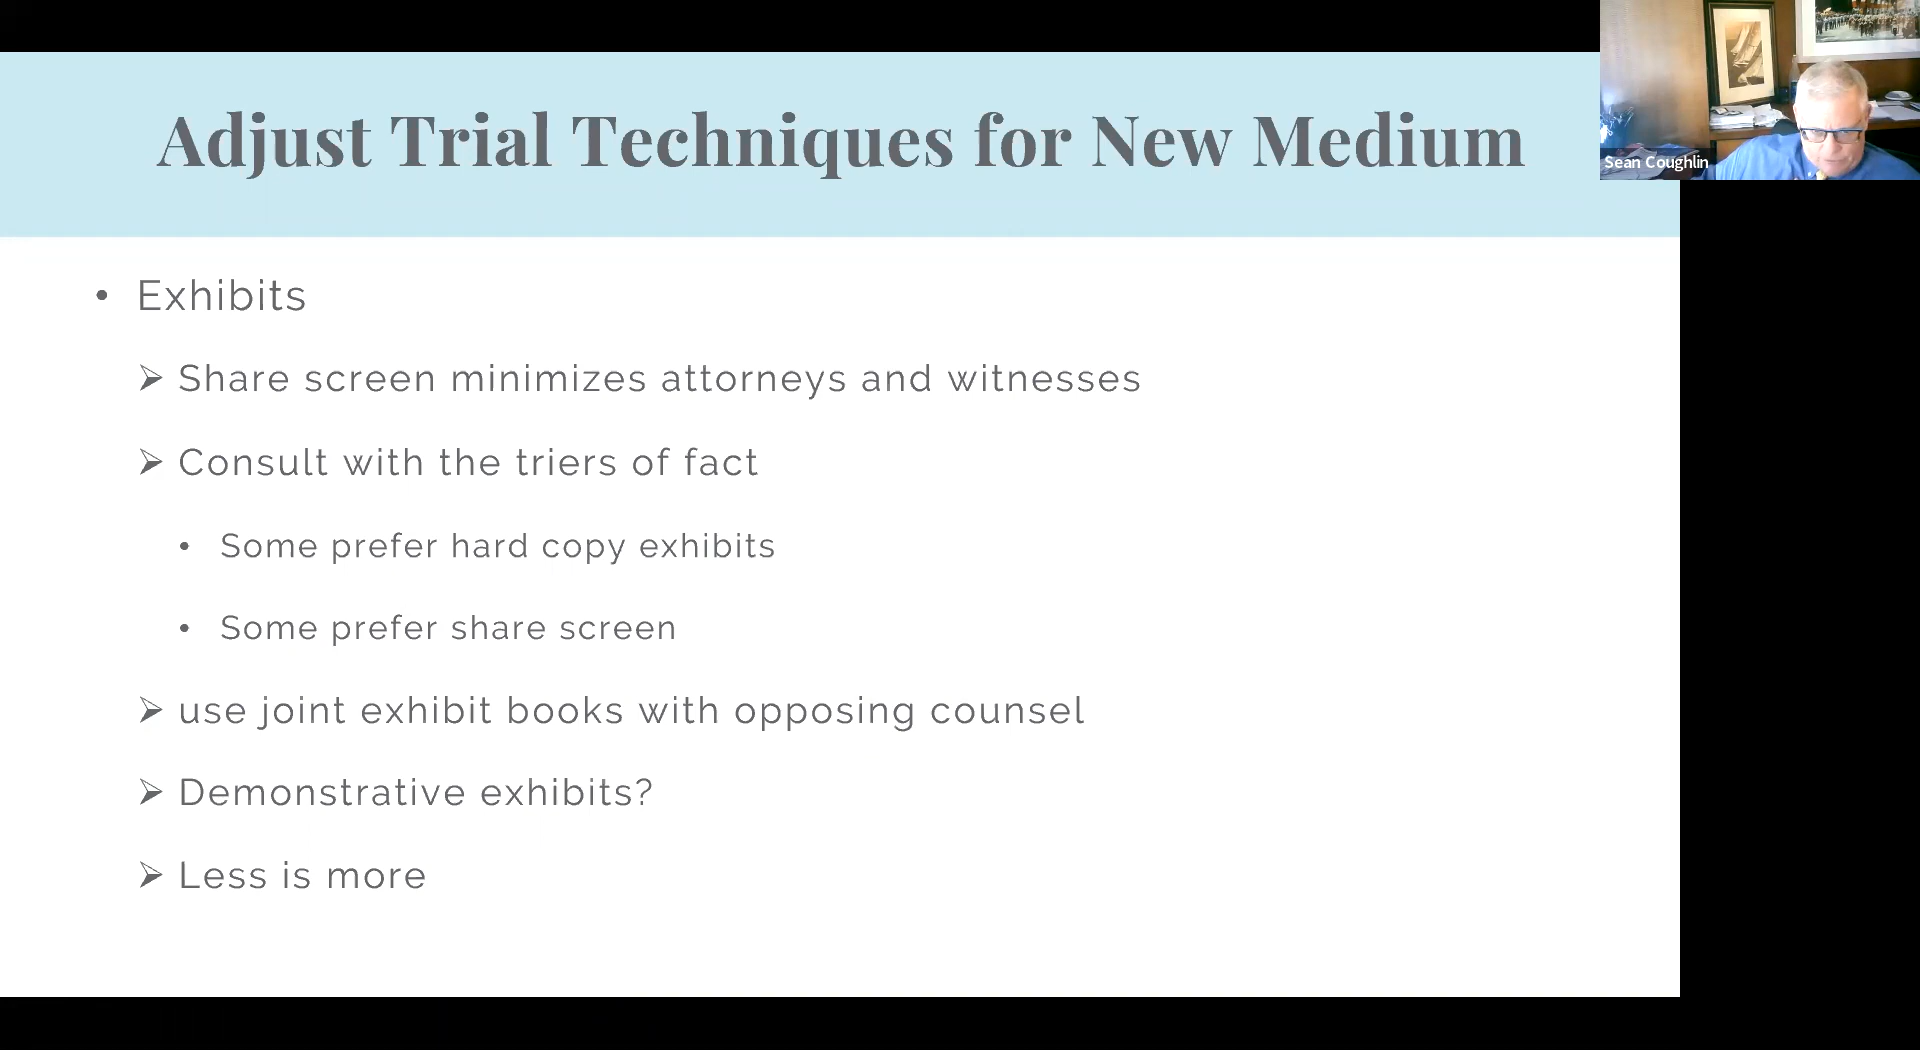 Adjust Trial Techniques for New Medium
Sean Coughlin
• Exhibits
➢ Share screen minimizes attorneys and witnesses
➢ Consult with the triers of fact
• Some prefer hard copy exhibits
• Some prefer share screen
➢ use joint exhibit books with opposing counsel
➢ Demonstrative exhibits?
➢ Less is more